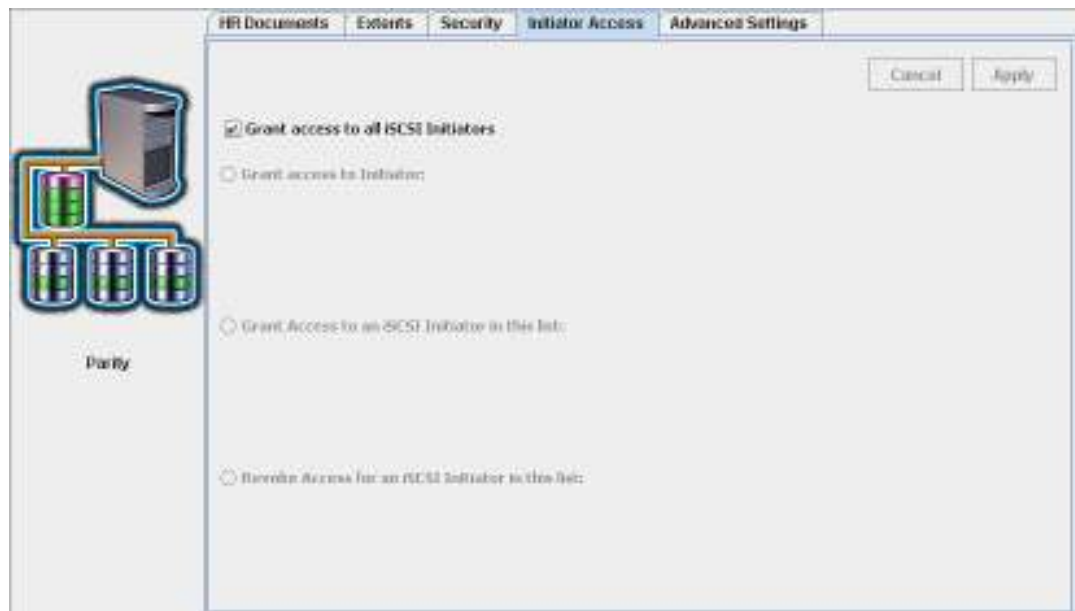 HR Documents Extents Security Initiator Access Advanced Settings
Cancel Apply
Grant access to all iSCSI Initiators
Grant access to Initiator:
Grant Access to an iSCSI Initiator in this list:
Parity
Revoke Access for an iSCSI Initiator in this list: